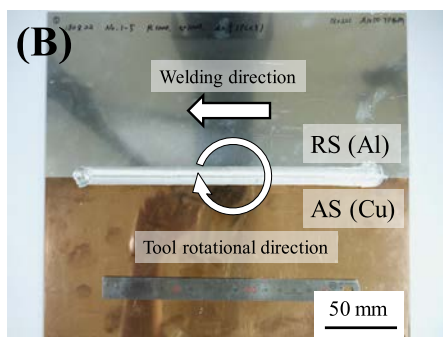 (B)
Welding direction
RS (Al)
AS (Cu)
Tool rotational direction
50 mm